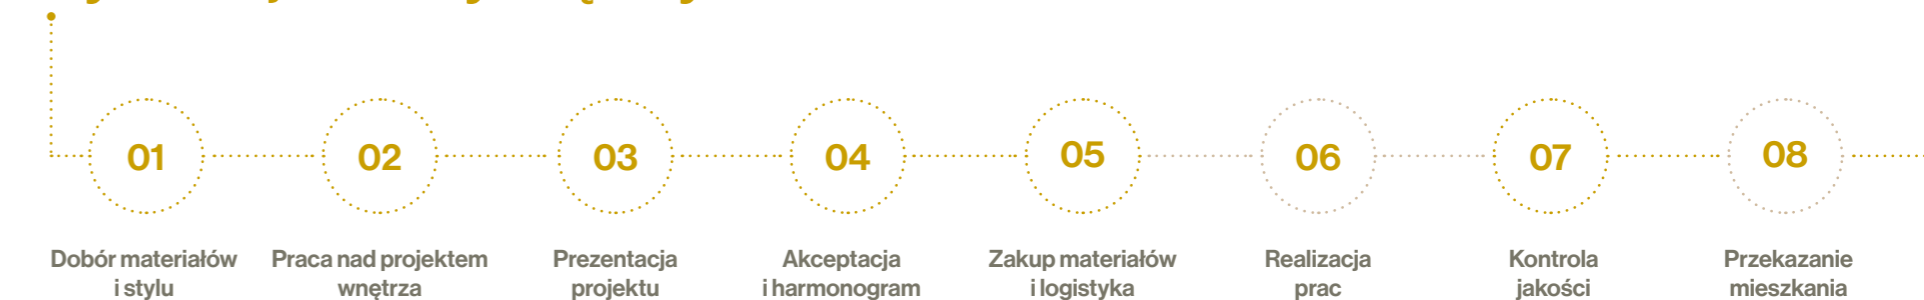 01
Dobór materiałów
i stylu
02
Praca nad projektem
wnętrza
03
Prezentacja
projektu
04
Akceptacja
i harmonogram
05
Zakup materiałów
i logistyka
06
Realizacja
prac
07
Kontrola
jakości
08
Przekazanie
mieszkania